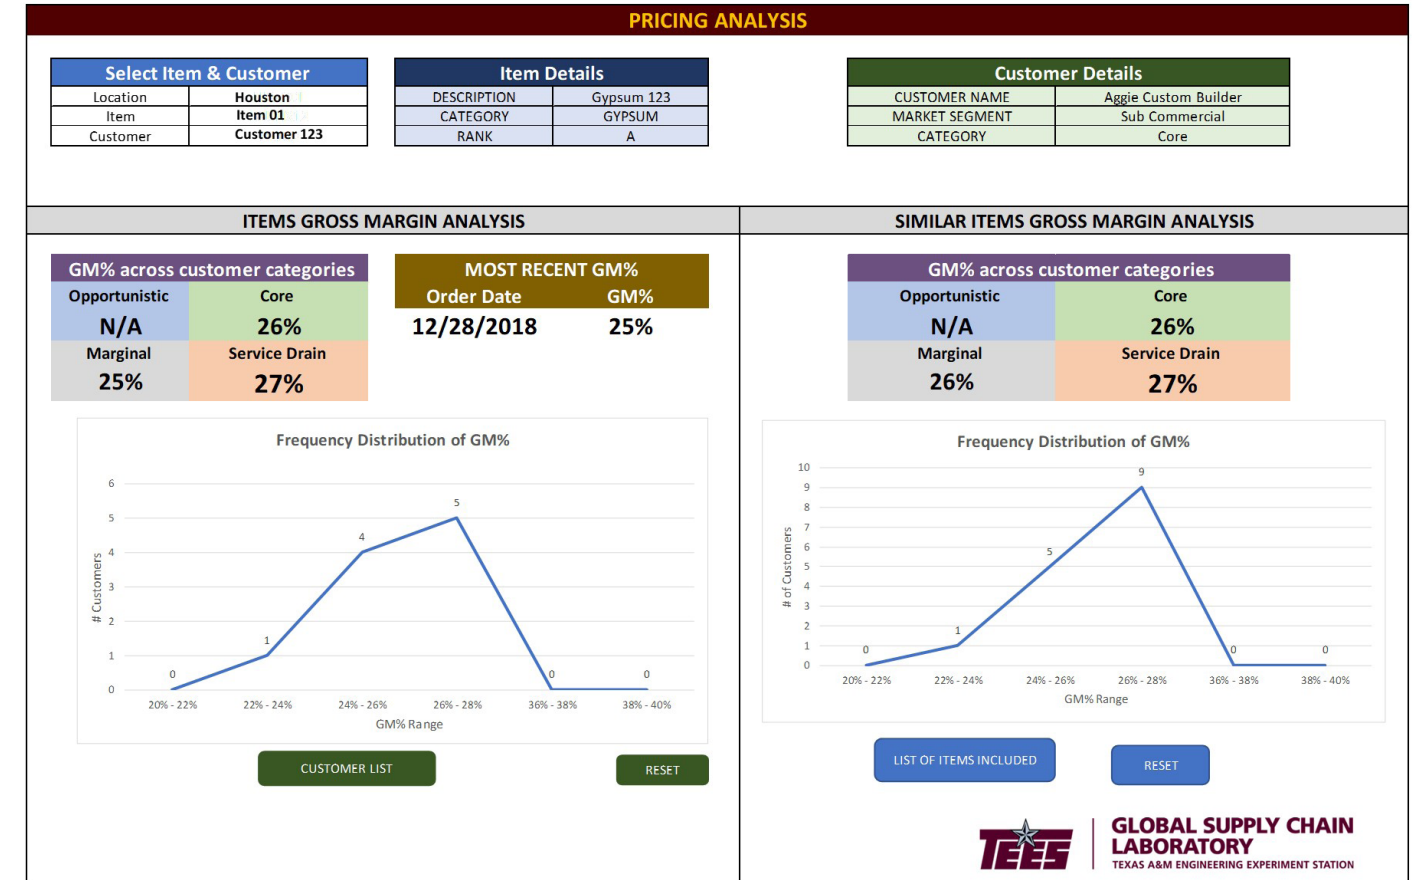 PRICING ANALYSIS
Select Item & Customer
Location Houston
Item Item 01
Customer Customer 123
Item Details
DESCRIPTION Gypsum 123
CATEGORY GYPSUM
RANK A
Customer Details
CUSTOMER NAME Aggie Custom Builder
MARKET SEGMENT Sub Commercial
CATEGORY Core
ITEMS GROSS MARGIN ANALYSIS
GM% across customer categories
Opportunistic Core
N/A 26%
Marginal Service Drain
25% 27%
MOST RECENT GM%
Order Date GM%
12/28/2018 25%
Frequency Distribution of GM%
6
5
4
3
2
1
0
# Customers
0 1 4 5 0 0
20% - 22% 22% - 24% 24% - 26% 26% - 28% 36% - 38% 38% - 40%
GM% Range
CUSTOMER LIST
RESET
SIMILAR ITEMS GROSS MARGIN ANALYSIS
GM% across customer categories
Opportunistic Core
N/A 26%
Marginal Service Drain
26% 27%
Frequency Distribution of GM%
10
9
8
7
6
5
4
3
2
1
0
# of Customers
0 1 5 9 0 0
20% - 22% 22% - 24% 24% - 26% 26% - 28% 36% - 38% 38% - 40%
GM% Range
LIST OF ITEMS INCLUDED
RESET
TEES
GLOBAL SUPPLY CHAIN
LABORATORY
TEXAS A&M ENGINEERING EXPERIMENT STATION